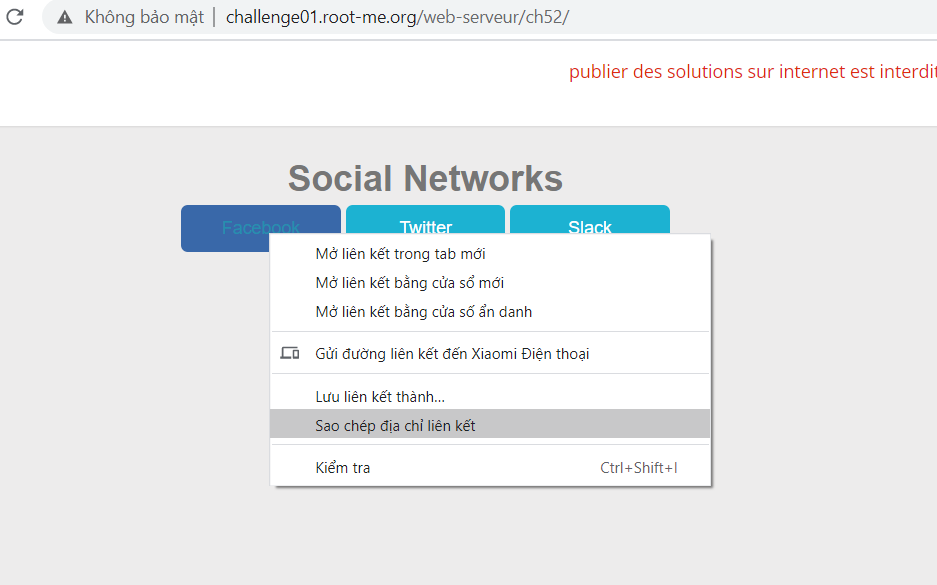 Không bảo mật | challenge01.root-me.org/web-serveur/ch52/
publier des solutions sur internet est interdit
Social Networks
Facebook Twitter Slack
Mở liên kết trong tab mới
Mở liên kết bằng cửa sổ mới
Mở liên kết bằng cửa số ẩn danh
Gửi đường liên kết đến Xiaomi Điện thoại
Lưu liên kết thành...
Sao chép địa chỉ liên kết
Kiểm tra Ctrl+Shift+I